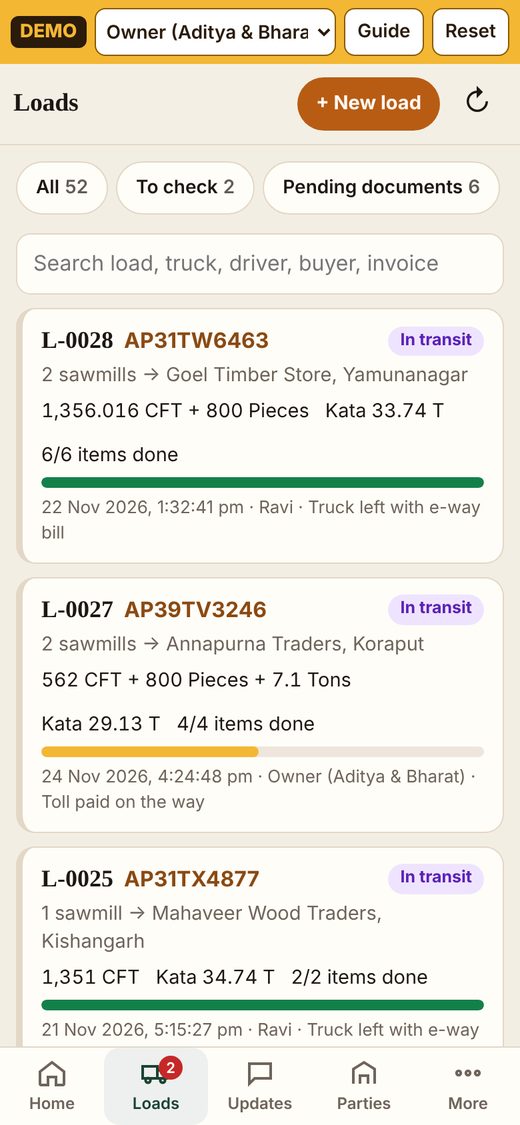 DEMO Owner (Aditya & Bhara Guide Reset
Loads + New load
All 52 To check 2 Pending documents 6
Search load, truck, driver, buyer, invoice
L-0028 AP31TW6463 In transit
2 sawmills → Goel Timber Store, Yamunanagar
1,356.016 CFT + 800 Pieces Kata 33.74 T
6/6 items done
22 Nov 2026, 1:32:41 pm · Ravi · Truck left with e-way
bill
L-0027 AP39TV3246 In transit
2 sawmills → Annapurna Traders, Koraput
562 CFT + 800 Pieces + 7.1 Tons
Kata 29.13 T 4/4 items done
24 Nov 2026, 4:24:48 pm · Owner (Aditya & Bharat) ·
Toll paid on the way
L-0025 AP31TX4877 In transit
1 sawmill → Mahaveer Wood Traders,
Kishangarh
1,351 CFT Kata 34.74 T 2/2 items done
21 Nov 2026, 5:15:27 pm · Ravi · Truck left with e-way
2
Home Loads Updates Parties More